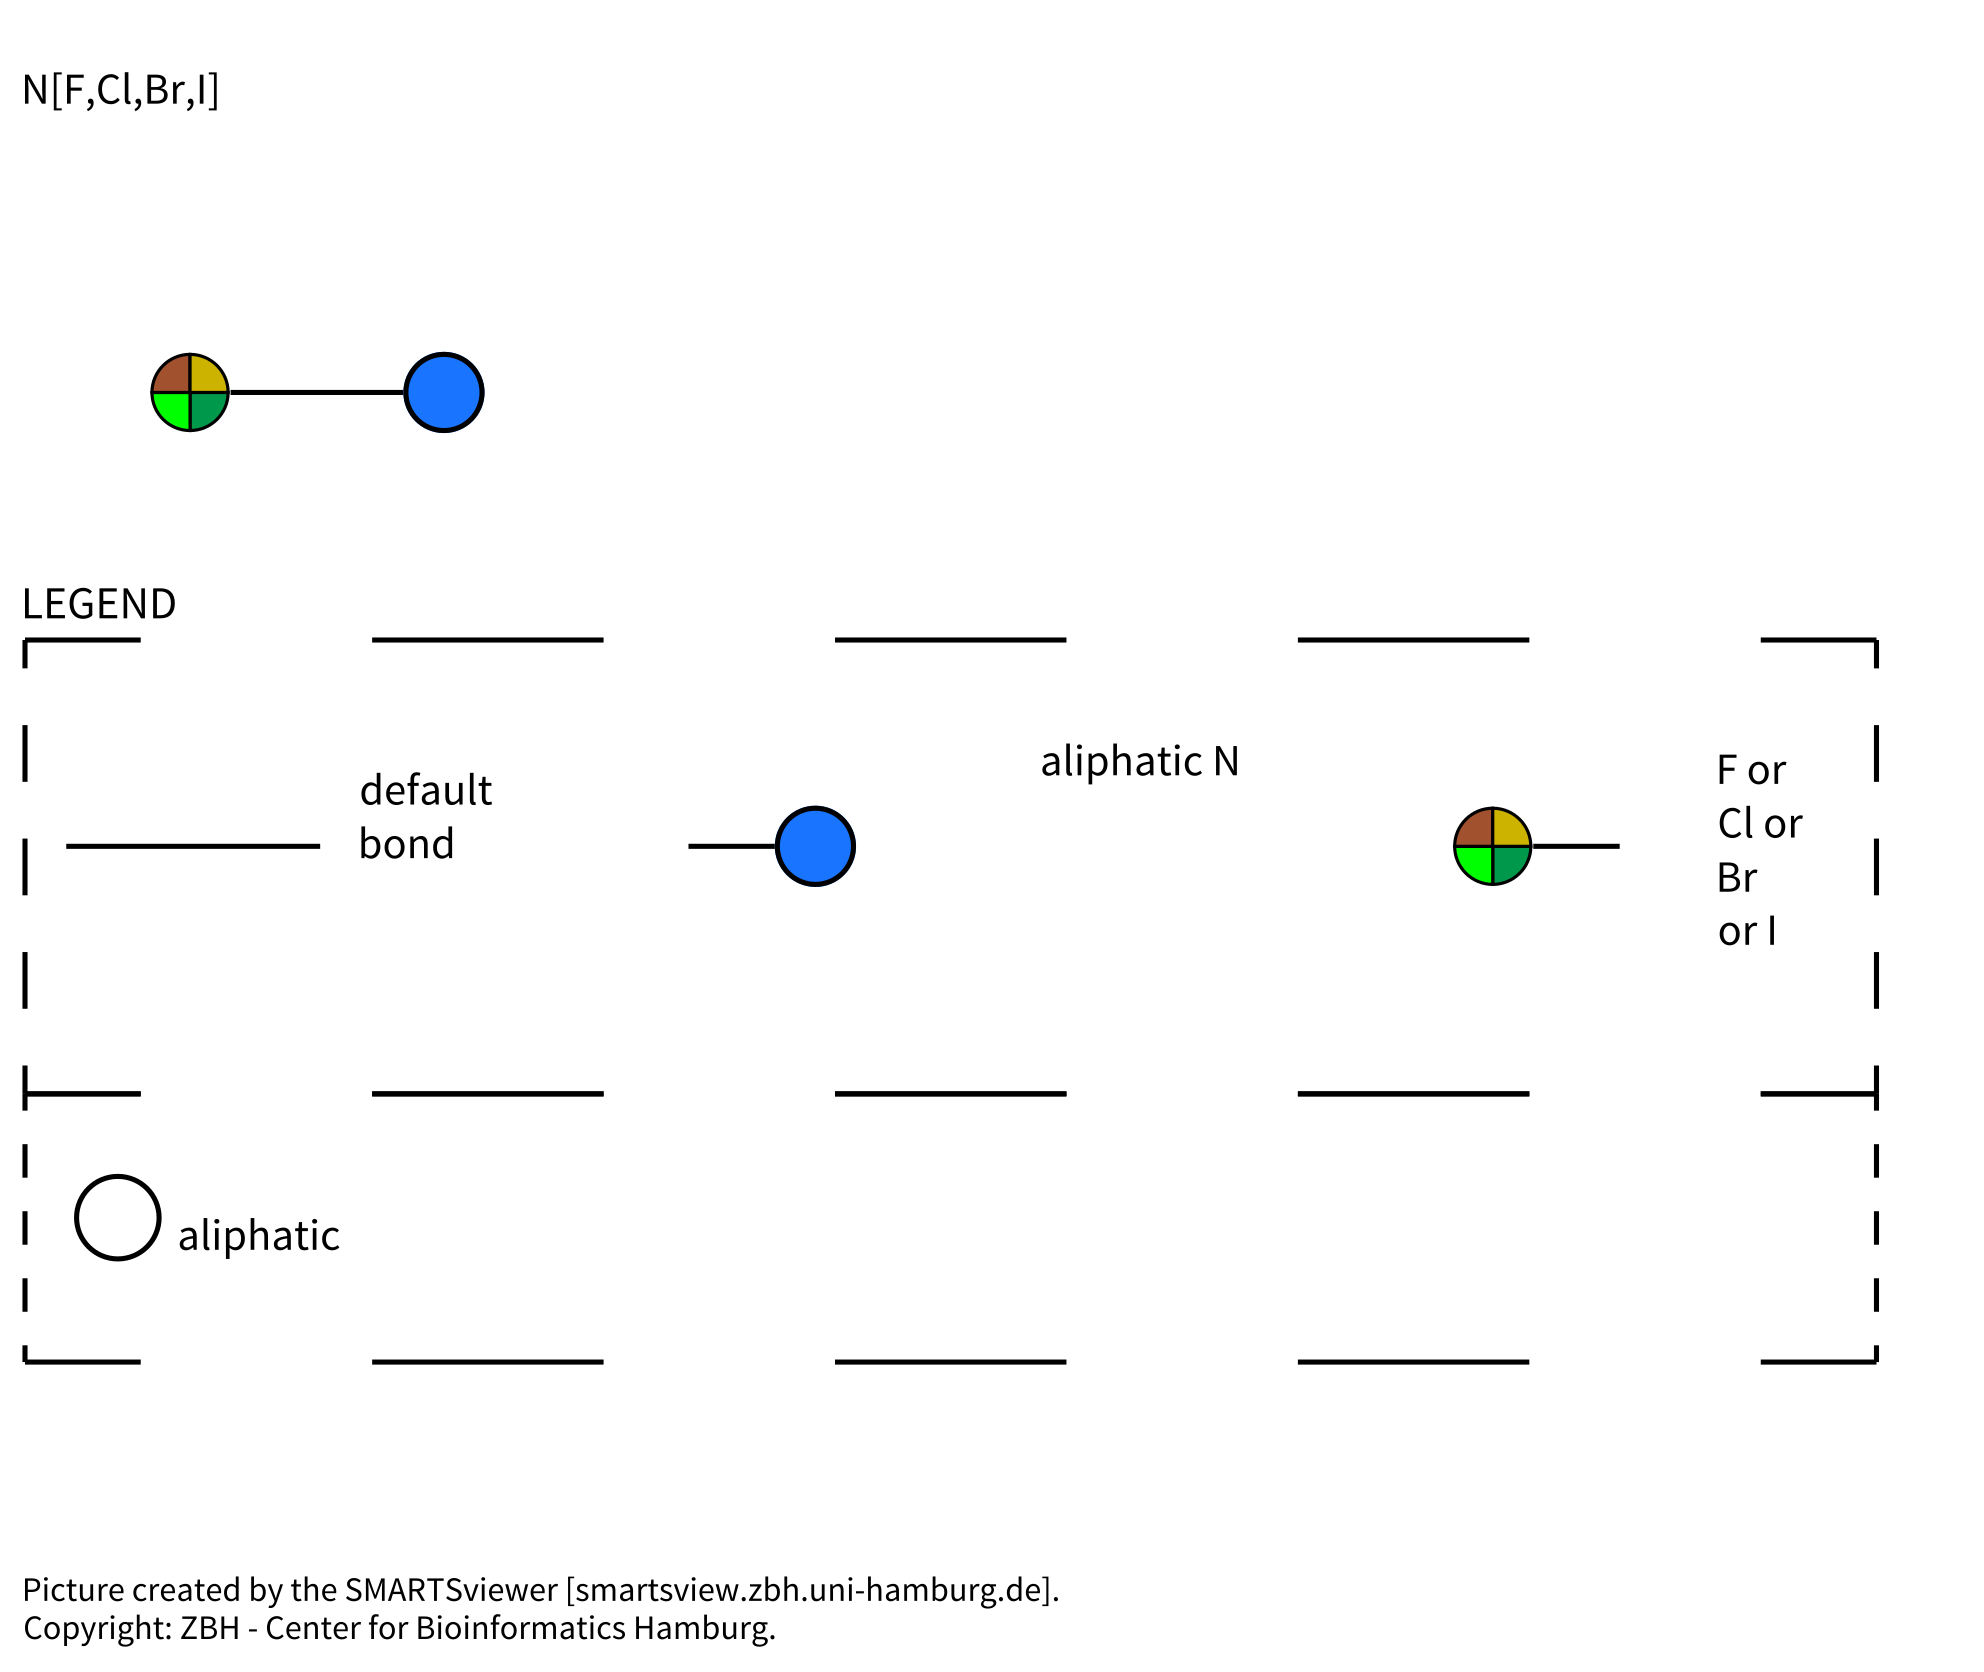 N[F,Cl,Br,I]
LEGEND
default
bond
aliphatic N
F or
Cl or
Br
or I
aliphatic
Picture created by the SMARTSviewer [smartsview.zbh.uni-hamburg.de].
Copyright: ZBH - Center for Bioinformatics Hamburg.